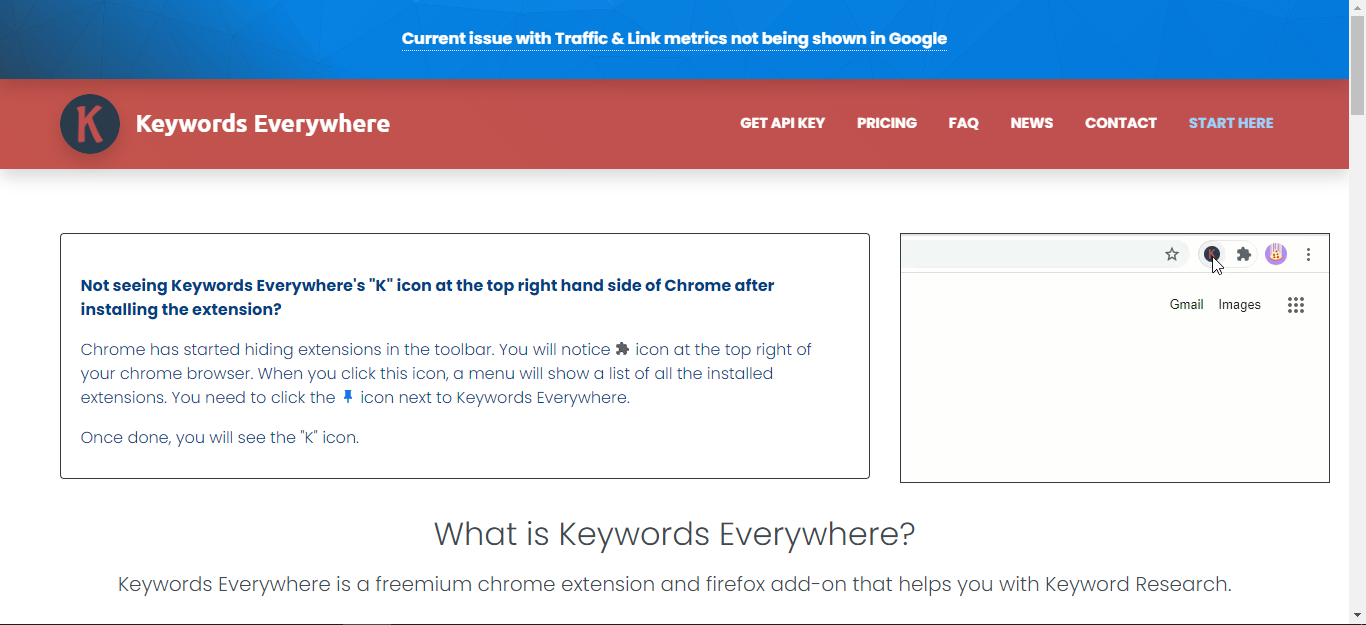 Current issue with Traffic & Link metrics not being shown in Google
K
Keywords Everywhere
GET API KEY PRICING FAQ NEWS CONTACT START HERE
Not seeing Keywords Everywhere's "K" icon at the top right hand side of Chrome after
installing the extension?
Chrome has started hiding extensions in the toolbar. You will notice icon at the top right of
your chrome browser. When you click this icon, a menu will show a list of all the installed
extensions. You need to click the icon next to Keywords Everywhere.
Once done, you will see the "K" icon.
K
Gmail Images
What is Keywords Everywhere?
Keywords Everywhere is a freemium chrome extension and firefox add-on that helps you with Keyword Research.